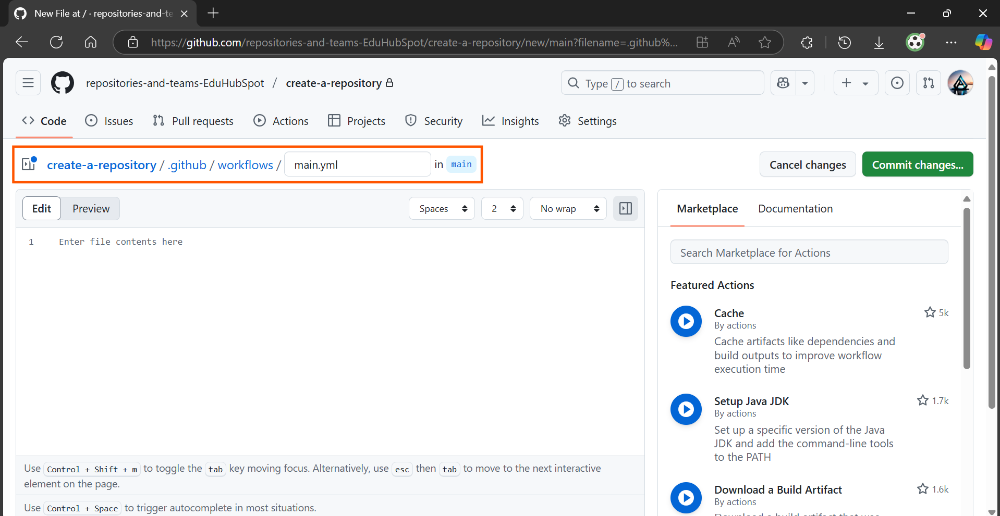 New File at / · repositories-and-te
https://github.com/repositories-and-teams-EduHubSpot/create-a-repository/new/main?filename=.github%...
repositories-and-teams-EduHubSpot / create-a-repository
Type / to search
Code Issues Pull requests Actions Projects Security Insights Settings
create-a-repository / .github / workflows / main.yml in main
Cancel changes Commit changes...
Edit Preview Spaces 2 No wrap
1 Enter file contents here
Use Control + Shift + m to toggle the tab key moving focus. Alternatively, use esc then tab to move to the next interactive
element on the page.
Use Control + Space to trigger autocomplete in most situations.
Marketplace Documentation
Search Marketplace for Actions
Featured Actions
Cache 5k
By actions
Cache artifacts like dependencies and
build outputs to improve workflow
execution time
Setup Java JDK 1.7k
By actions
Set up a specific version of the Java
JDK and add the command-line tools
to the PATH
Download a Build Artifact 1.6k
By actions